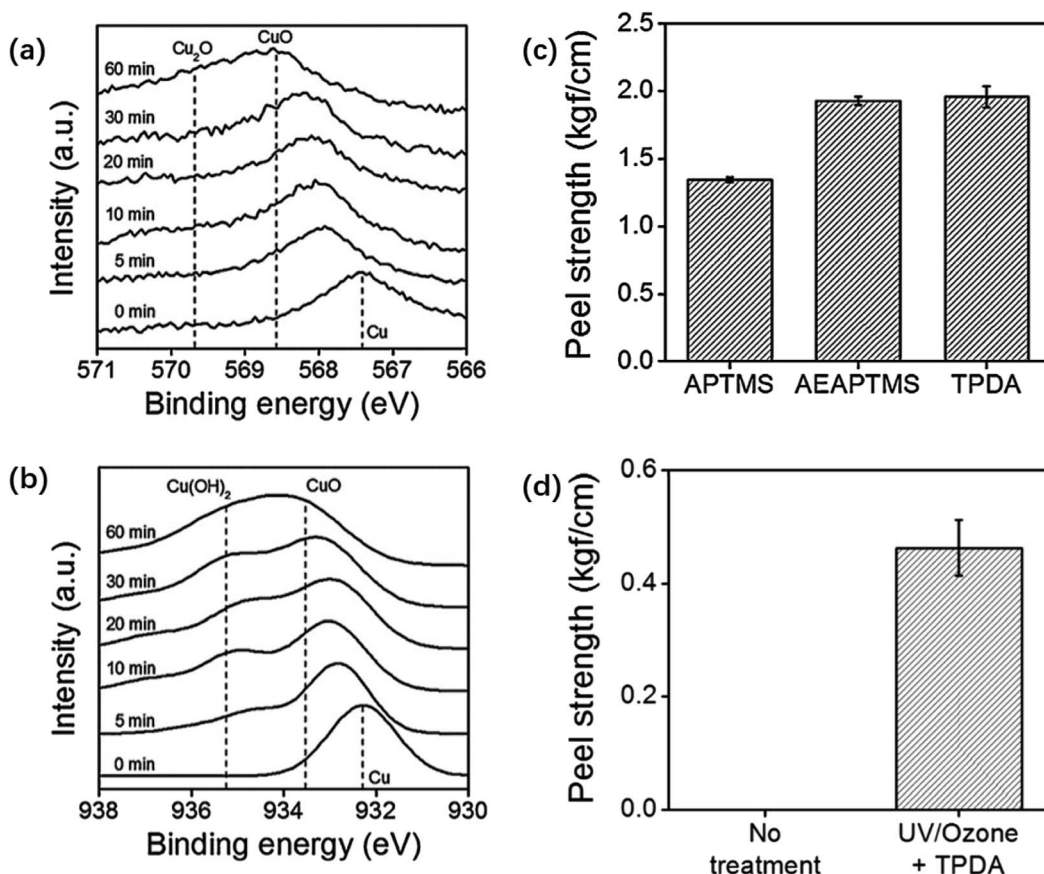 (a)
Cu₂O
CuO
60 min
30 min
20 min
10 min
5 min
0 min
Cu
Intensity (a.u.)
571 570 569 568 567 566
Binding energy (eV)
(c)
2.5
2.0
1.5
1.0
0.5
0.0
Peel strength (kgf/cm)
APTMS AEAPTMS TPDA
(b)
Cu(OH)₂ CuO
60 min
30 min
20 min
10 min
5 min
0 min
Cu
Intensity (a.u.)
938 936 934 932 930
Binding energy (eV)
(d)
0.6
0.4
0.2
0.0
Peel strength (kgf/cm)
No
treatment
UV/Ozone
+ TPDA